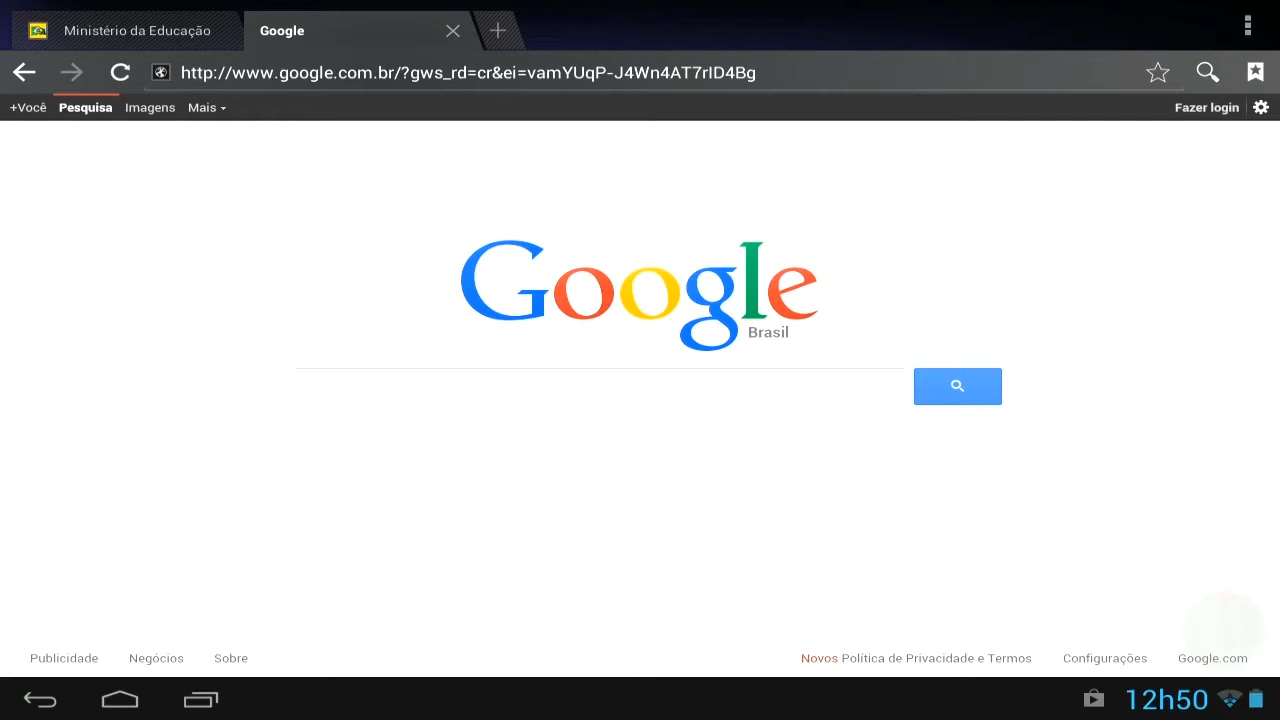 Ministério da Educação
Google
http://www.google.com.br/?gws_rd=cr&ei=vamYUqP-J4Wn4AT7rID4Bg
+Você Pesquisa Imagens Mais
Fazer login
Google
Brasil
Publicidade Negócios Sobre
Novos Política de Privacidade e Termos Configurações Google.com
12h50